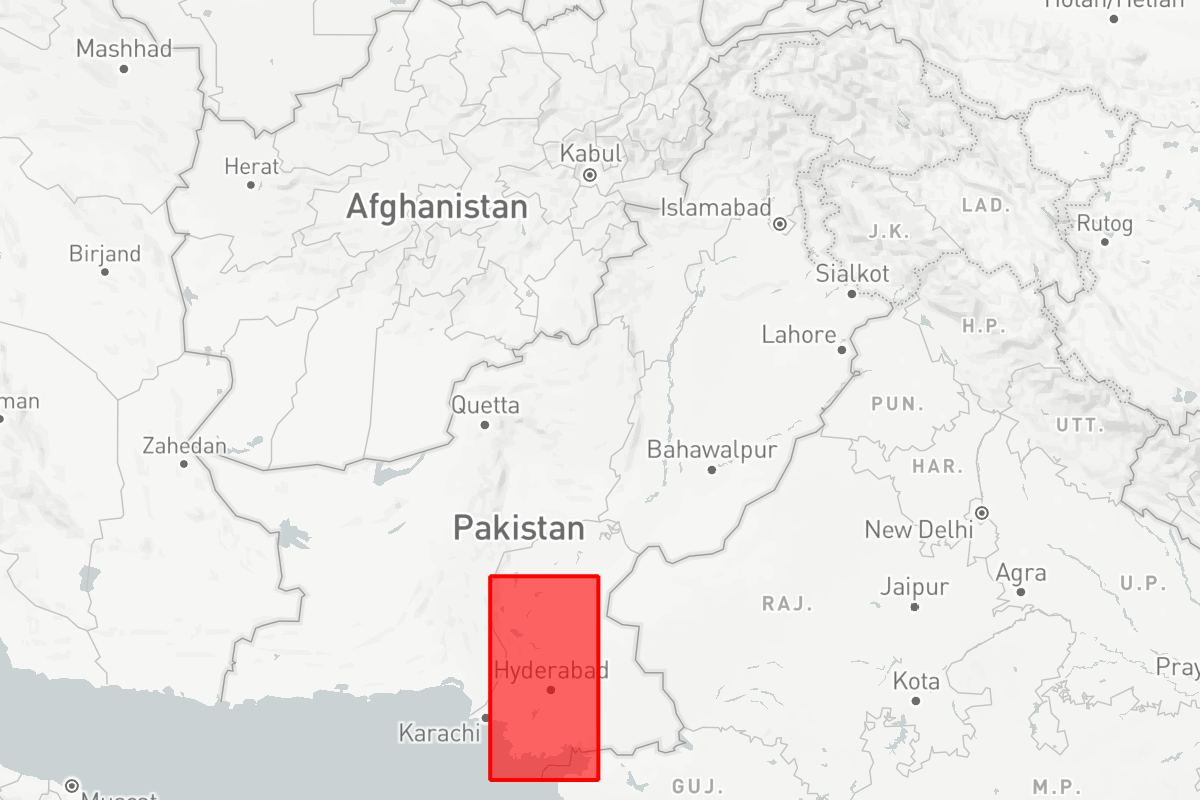 Hotan/Hetian
Mashhad
Kabul
Herat
Afghanistan
Islamabad
LAD.
J.K.
Rutog
Birjand
Sialkot
H.P.
Lahore
man
Quetta
PUN.
UTT.
Zahedan
Bahawalpur
HAR.
Pakistan
New Delhi
Agra
U.P.
Jaipur
RAJ.
Hyderabad
Pray
Kota
Karachi
GUJ.
M.P.
Muscat